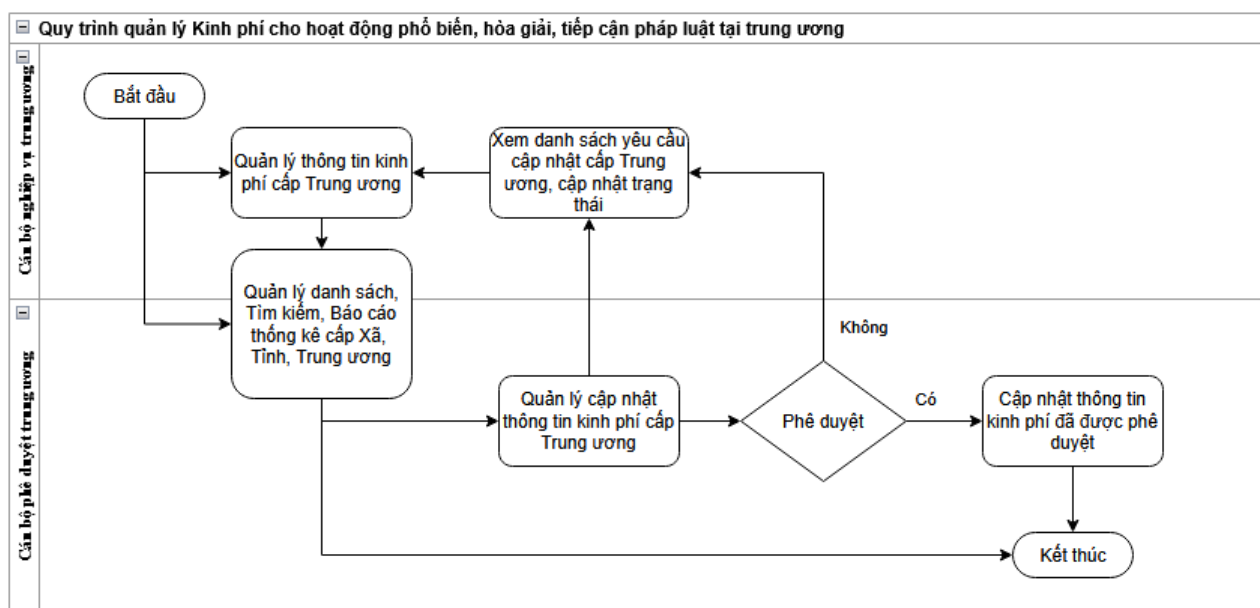 Quy trình quản lý Kinh phí cho hoạt động phổ biến, hòa giải, tiếp cận pháp luật tại trung ương
Cán bộ nghiệp vụ trung ương
Bắt đầu
Quản lý thông tin kinh
phí cấp Trung ương
Xem danh sách yêu cầu
cập nhật cấp Trung
ương, cập nhật trạng
thái
Quản lý danh sách,
Tìm kiếm, Báo cáo
thống kê cấp Xã,
Tỉnh, Trung ương
Cán bộ phê duyệt trung ương
Không
Quản lý cập nhật
thông tin kinh phí cấp
Trung ương
Phê duyệt
Có
Cập nhật thông tin
kinh phí đã được phê
duyệt
Kết thúc